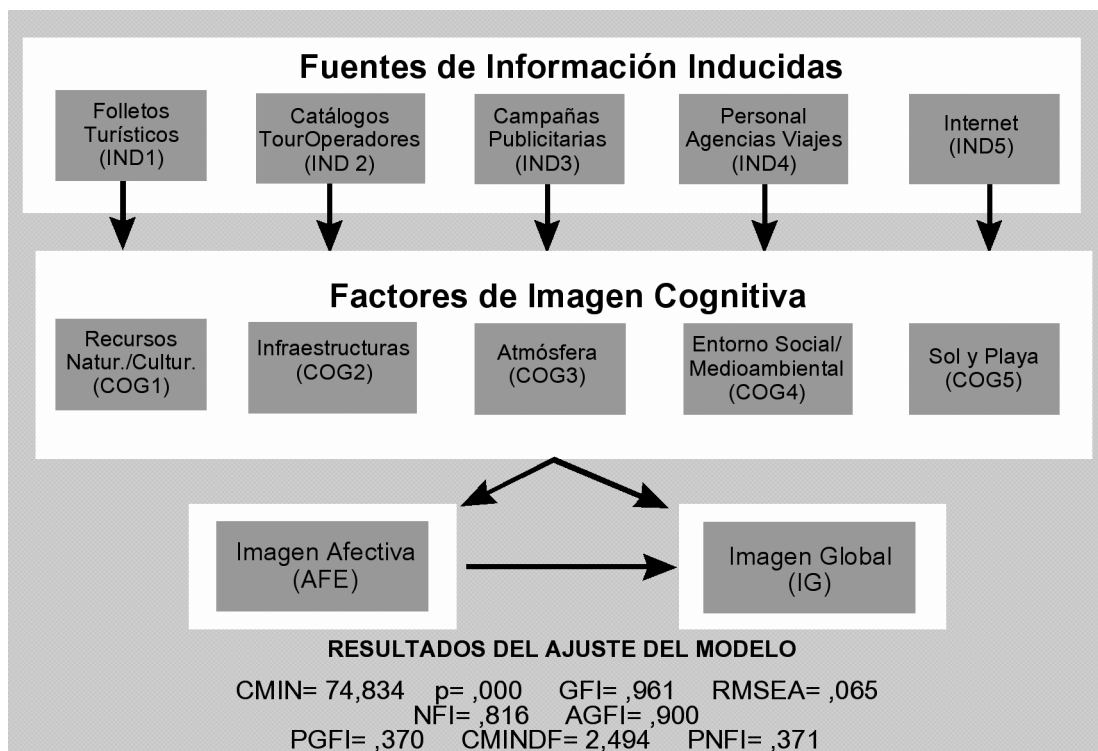 Fuentes de Información Inducidas
Folletos
Turísticos
(IND1)
Catálogos
TourOperadores
(IND 2)
Campañas
Publicitarias
(IND3)
Personal
Agencias Viajes
(IND4)
Internet
(IND5)
Factores de Imagen Cognitiva
Recursos
Natur./Cultur.
(COG1)
Infraestructuras
(COG2)
Atmósfera
(COG3)
Entorno Social/
Medioambiental
(COG4)
Sol y Playa
(COG5)
Imagen Afectiva
(AFE)
Imagen Global
(IG)
RESULTADOS DEL AJUSTE DEL MODELO
CMIN= 74,834 p= ,000 GFI= ,961 RMSEA= ,065
NFI= ,816 AGFI= ,900
PGFI= ,370 CMINDF= 2,494 PNFI= ,371